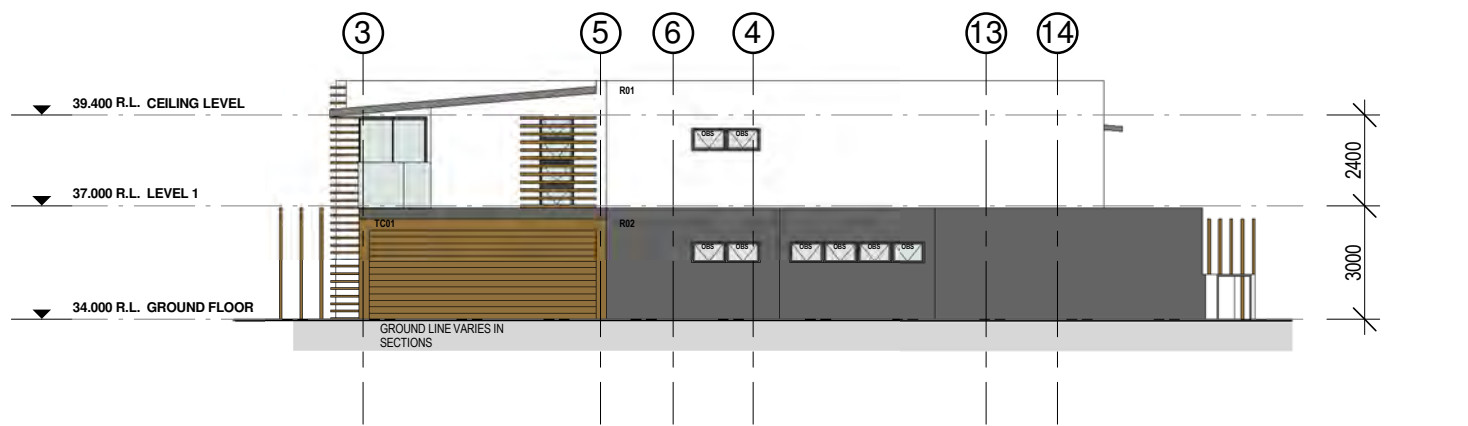 3
5
6
4
13
14
R01
39.400 R.L. CEILING LEVEL
OBS OBS
2400
37.000 R.L. LEVEL 1
TC01
R02
OBS OBS
OBS OBS OBS OBS
3000
34.000 R.L. GROUND FLOOR
GROUND LINE VARIES IN
SECTIONS